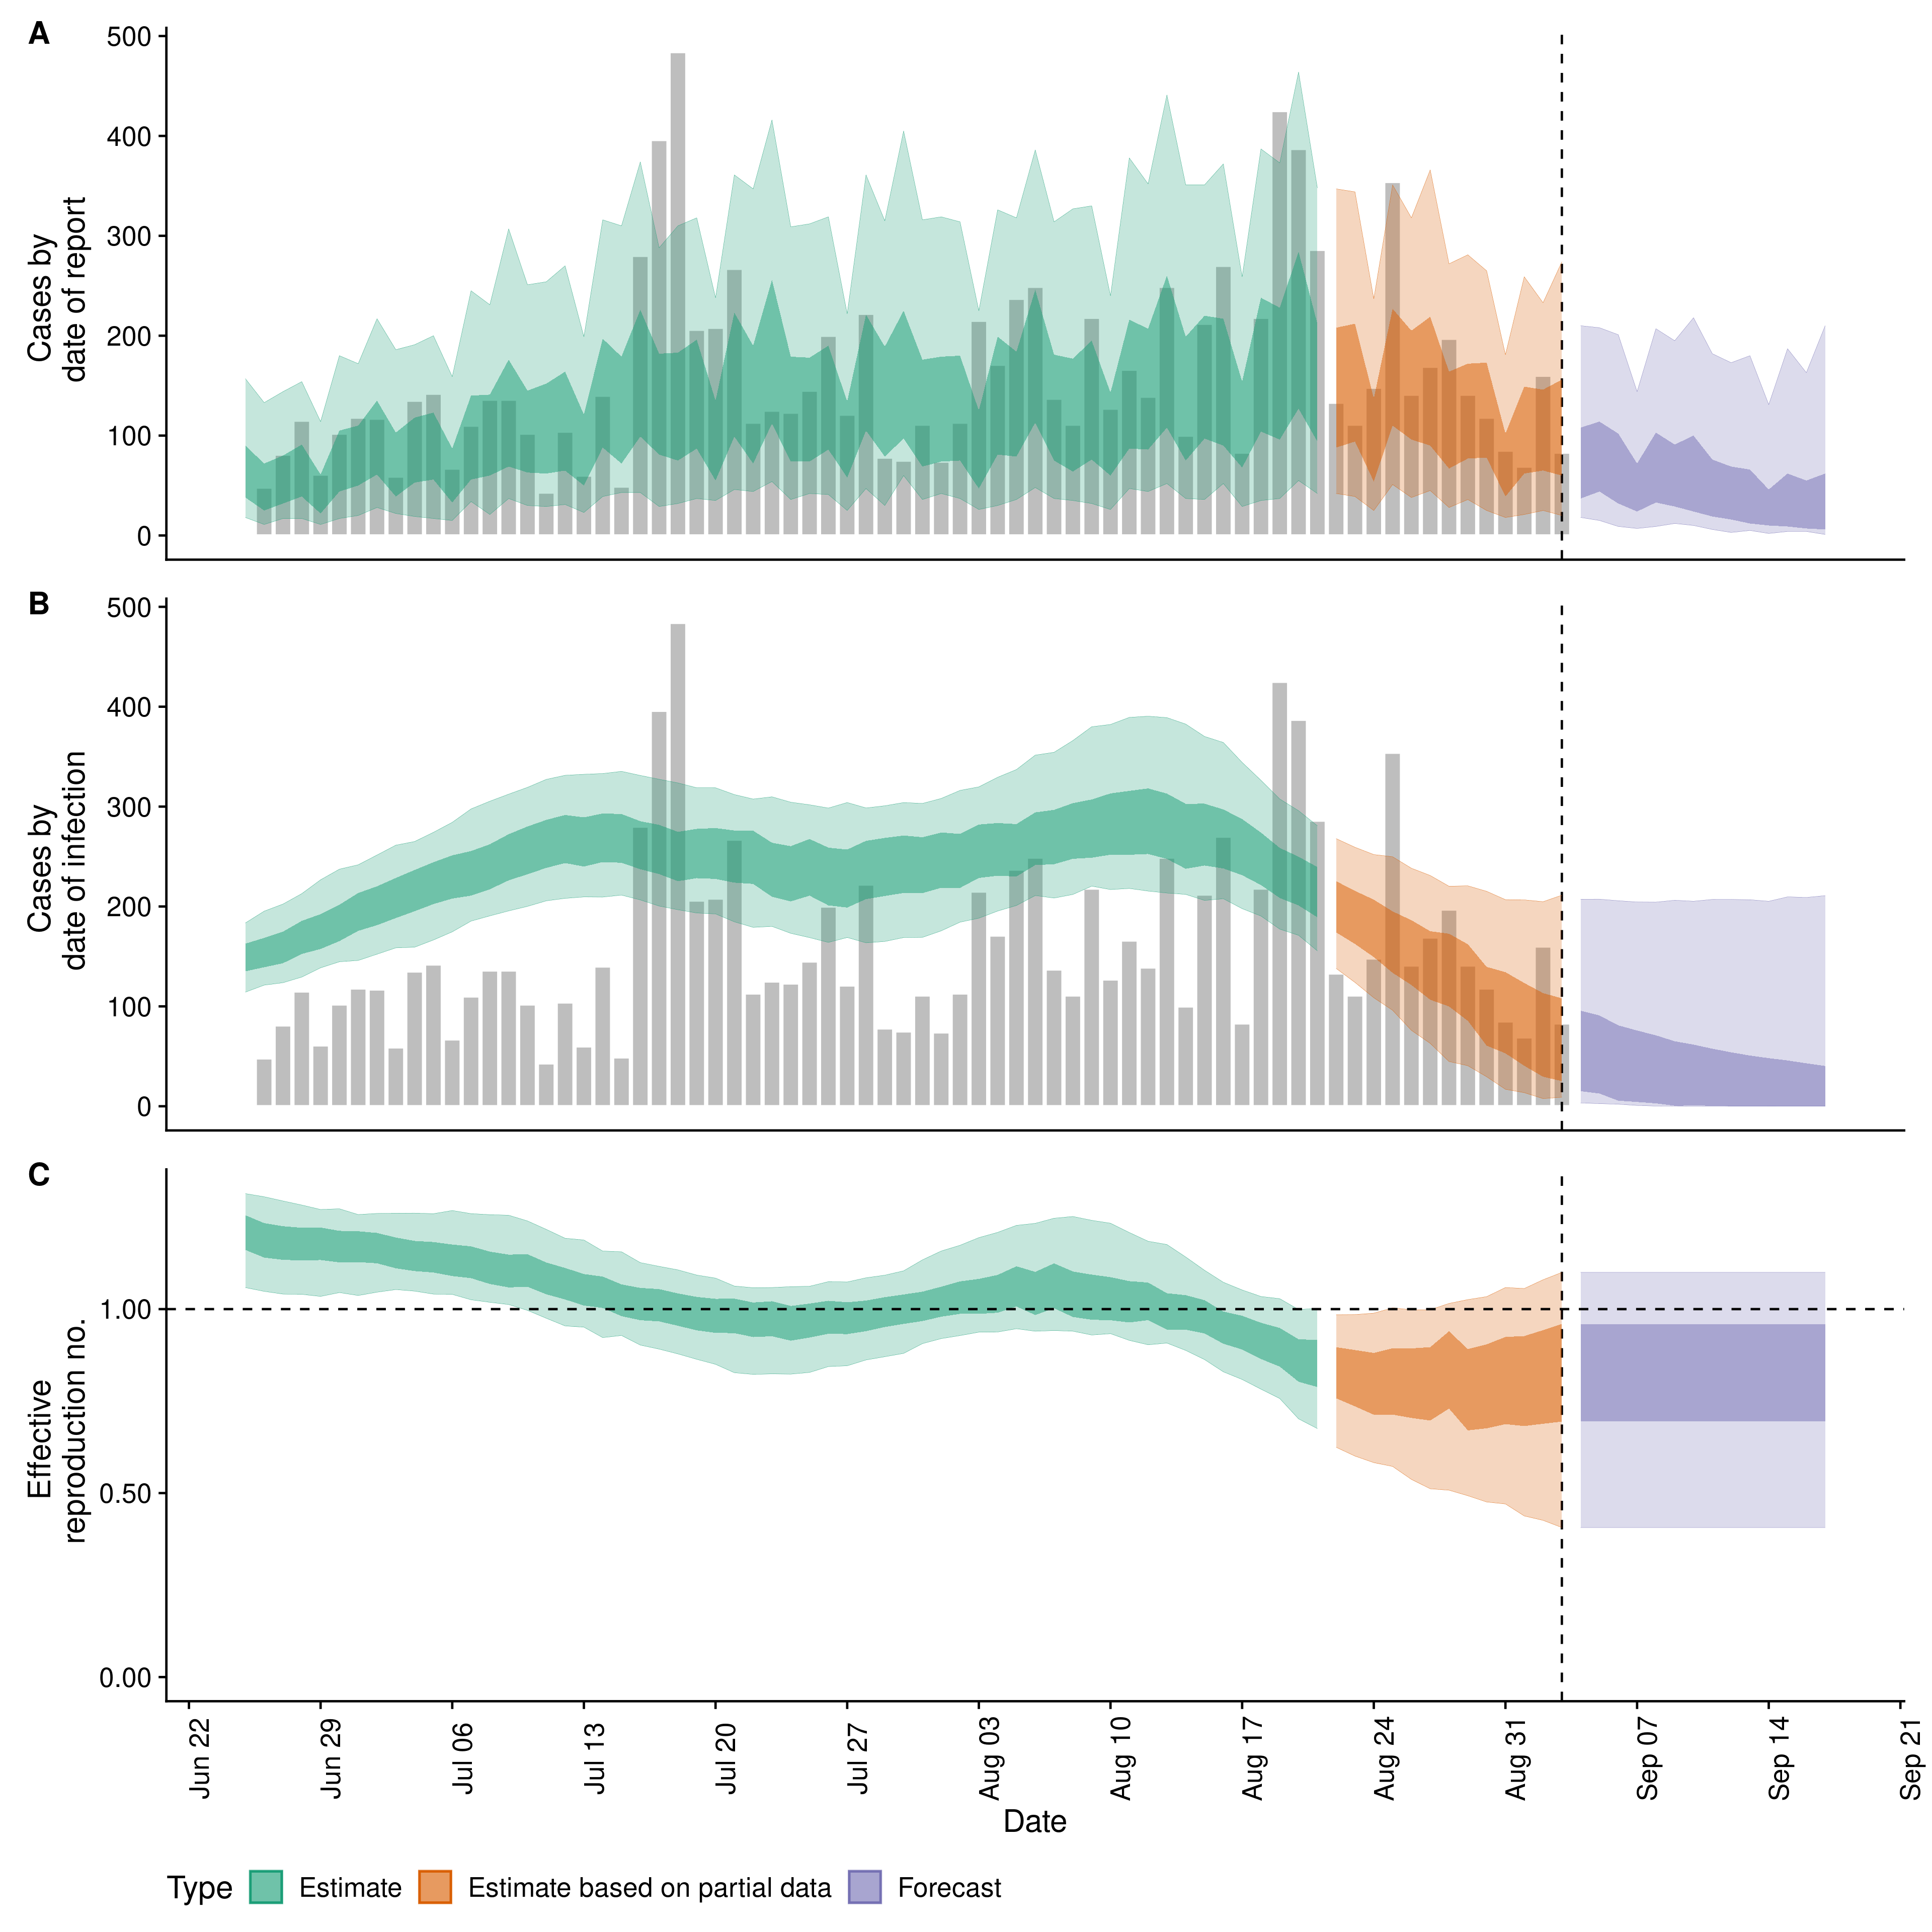 A
500
400
300
200
100
0
Cases by
date of report
B
500
400
300
200
100
0
Cases by
date of infection
C
1.00
0.50
0.00
Effective
reproduction no.
Jun 22
Jun 29
Jul 06
Jul 13
Jul 20
Jul 27
Aug 03
Aug 10
Aug 17
Aug 24
Aug 31
Sep 07
Sep 14
Sep 21
Date
Type Estimate Estimate based on partial data Forecast